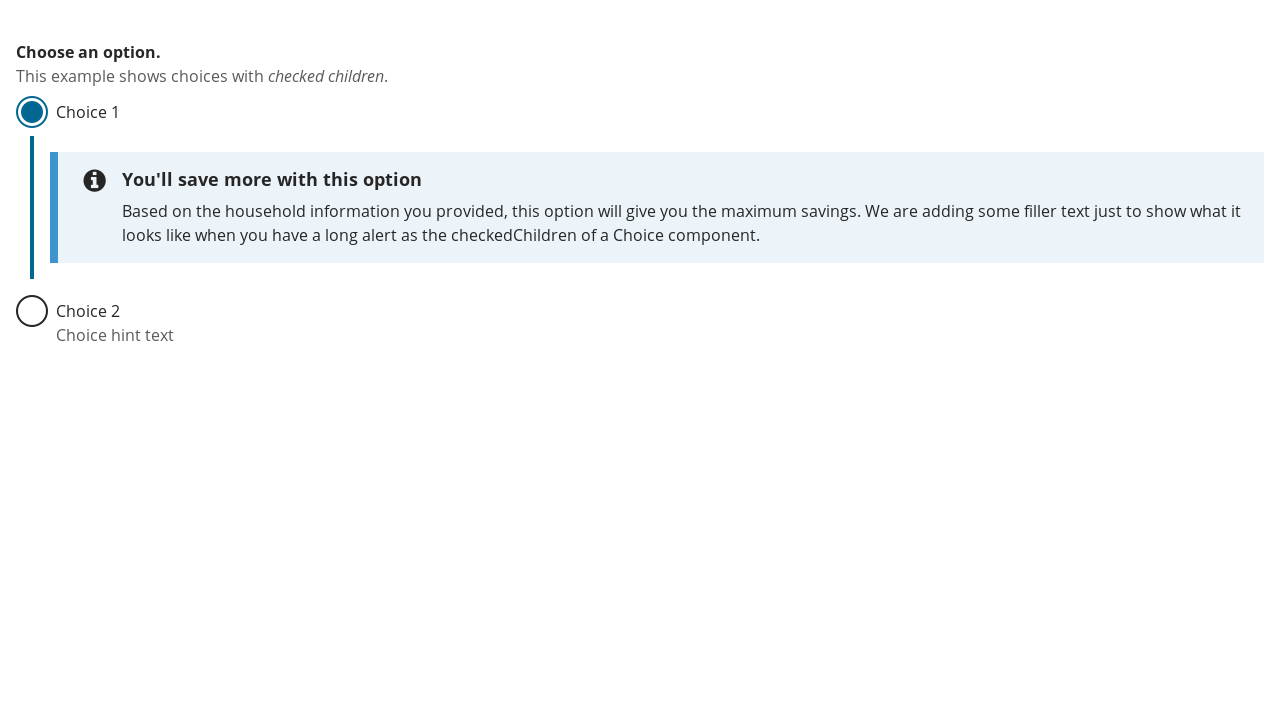 Choose an option.
This example shows choices with checked children.
Choice 1
You'll save more with this option
Based on the household information you provided, this option will give you the maximum savings. We are adding some filler text just to show what it
looks like when you have a long alert as the checkedChildren of a Choice component.
Choice 2
Choice hint text